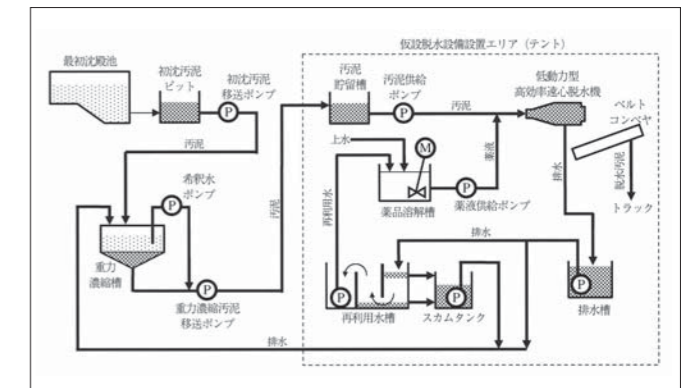 仮設脱水設備設置エリア（テント）
最初沈殿池
初沈汚泥
ピット
初沈汚泥
移送ポンプ
P
汚泥
貯留槽
汚泥供給
ポンプ
P
汚泥
低動力型
高効率遠心脱水機
ベルト
コンベヤ
汚泥
上水
M
薬液
排水
脱水汚泥
希釈水
ポンプ
P
汚泥
再利用水
P
薬品溶解槽
薬液供給ポンプ
トラック
排水
重力
濃縮槽
P
重力濃縮汚泥
移送ポンプ
P
再利用水槽
P
スカムタンク
P
排水槽
排水